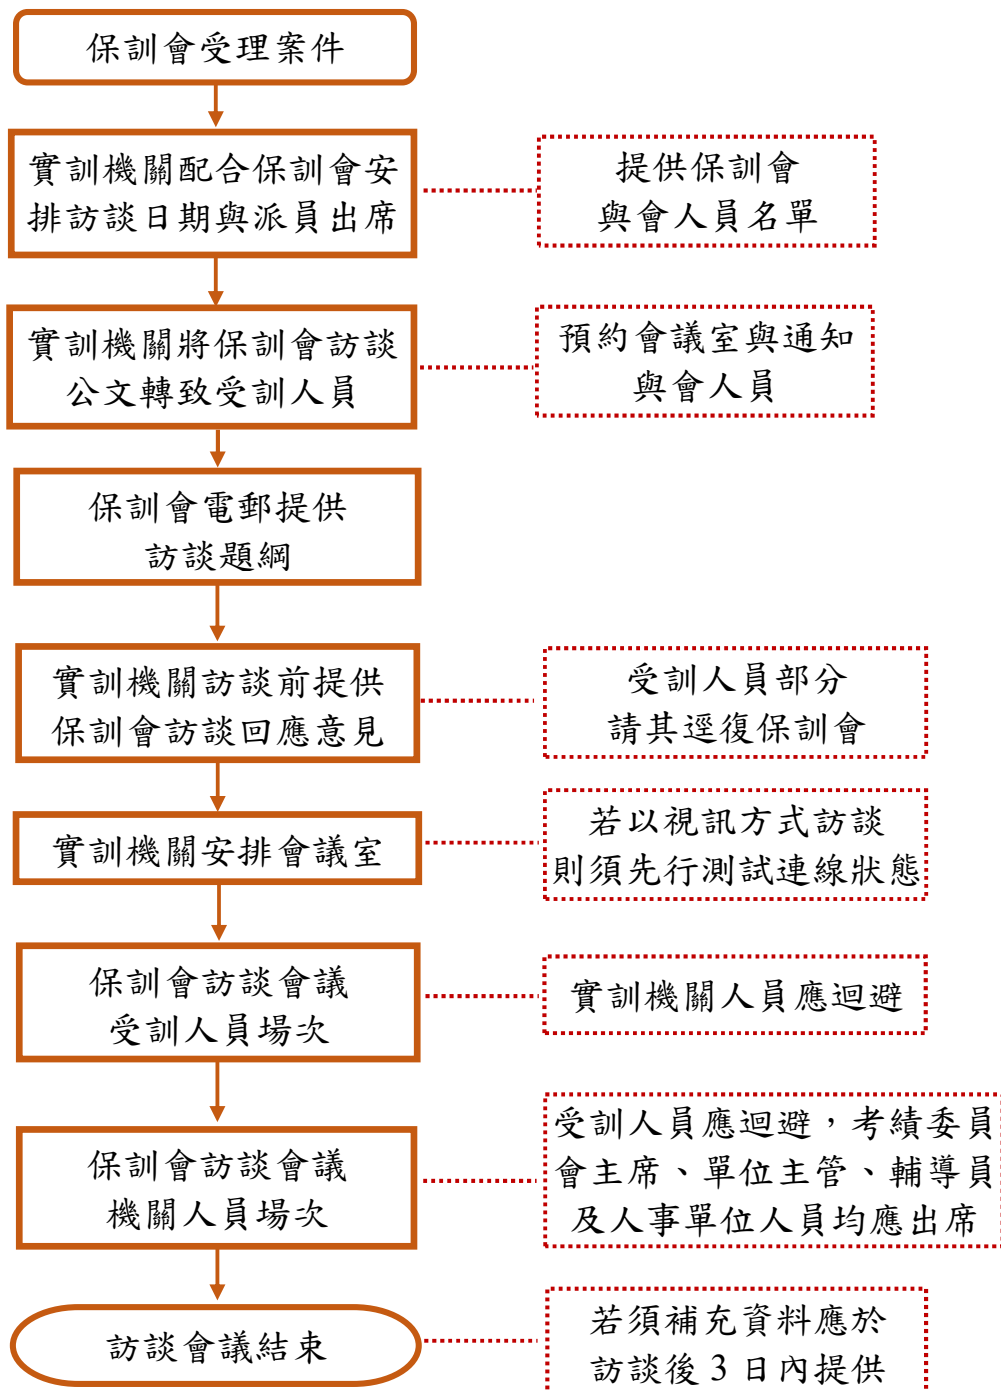 保訓會受理案件
實訓機關配合保訓會安
排訪談日期與派員出席
提供保訓會
與會人員名單
實訓機關將保訓會訪談
公文轉致受訓人員
預約會議室與通知
與會人員
保訓會電郵提供
訪談題綱
實訓機關訪談前提供
保訓會訪談回應意見
受訓人員部分
請其逕復保訓會
實訓機關安排會議室
若以視訊方式訪談
則須先行測試連線狀態
保訓會訪談會議
受訓人員場次
實訓機關人員應迴避
保訓會訪談會議
機關人員場次
受訓人員應迴避，考績委員
會主席、單位主管、輔導員
及人事單位人員均應出席
訪談會議結束
若須補充資料應於
訪談後 3 日內提供